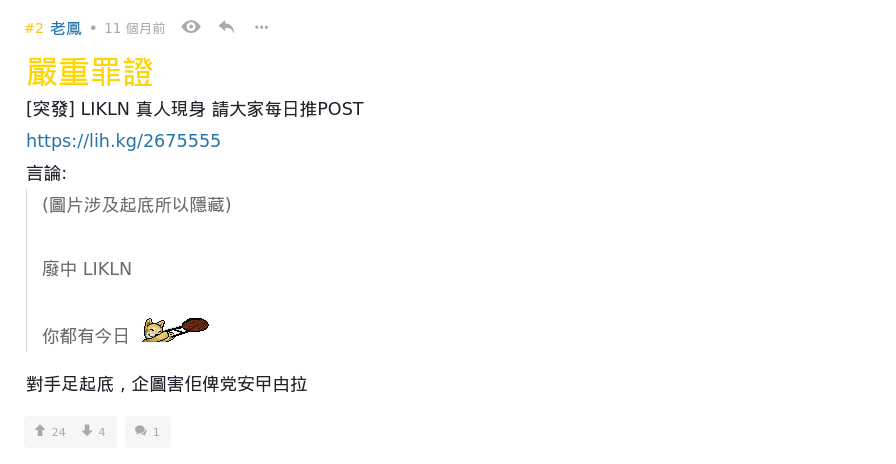 #2 老鳳 • 11 個月前
嚴重罪證
[突發] LIKLN 真人現身 請大家每日推POST
https://lih.kg/2675555
言論:
(圖片涉及起底所以隱藏)
廢中 LIKLN
你都有今日
對手足起底 , 企圖害佢俾党安曱甴拉
24 4 1